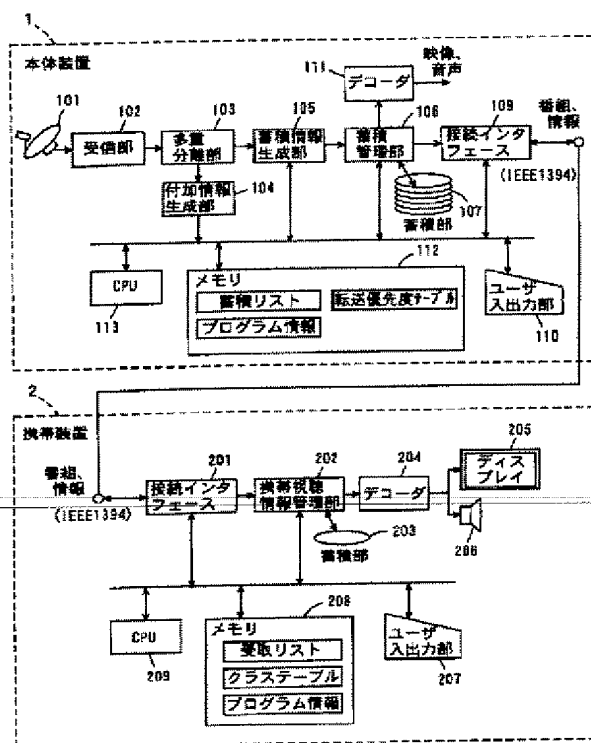 1
本体装置
111
デコーダ
映像、
音声
101
102
受信部
103
多重
分離部
105
蓄積情報
生成部
106
蓄積
管理部
109
接続インタ
フェース
番組、
情報
(IEEE1394)
付加情報
生成部
104
107
蓄積部
CPU
113
112
メモリ
蓄積リスト
転送優先度テーブル
プログラム情報
ユーザ
入出力部
110
2
携帯装置
番組、
情報
(IEEE1394)
201
接続インタ
フェース
202
携帯視聴
情報管理部
204
デコーダ
205
ディス
プレイ
206
203
蓄積部
CPU
209
208
メモリ
受取リスト
クラステーブル
プログラム情報
ユーザ
入出力部
207